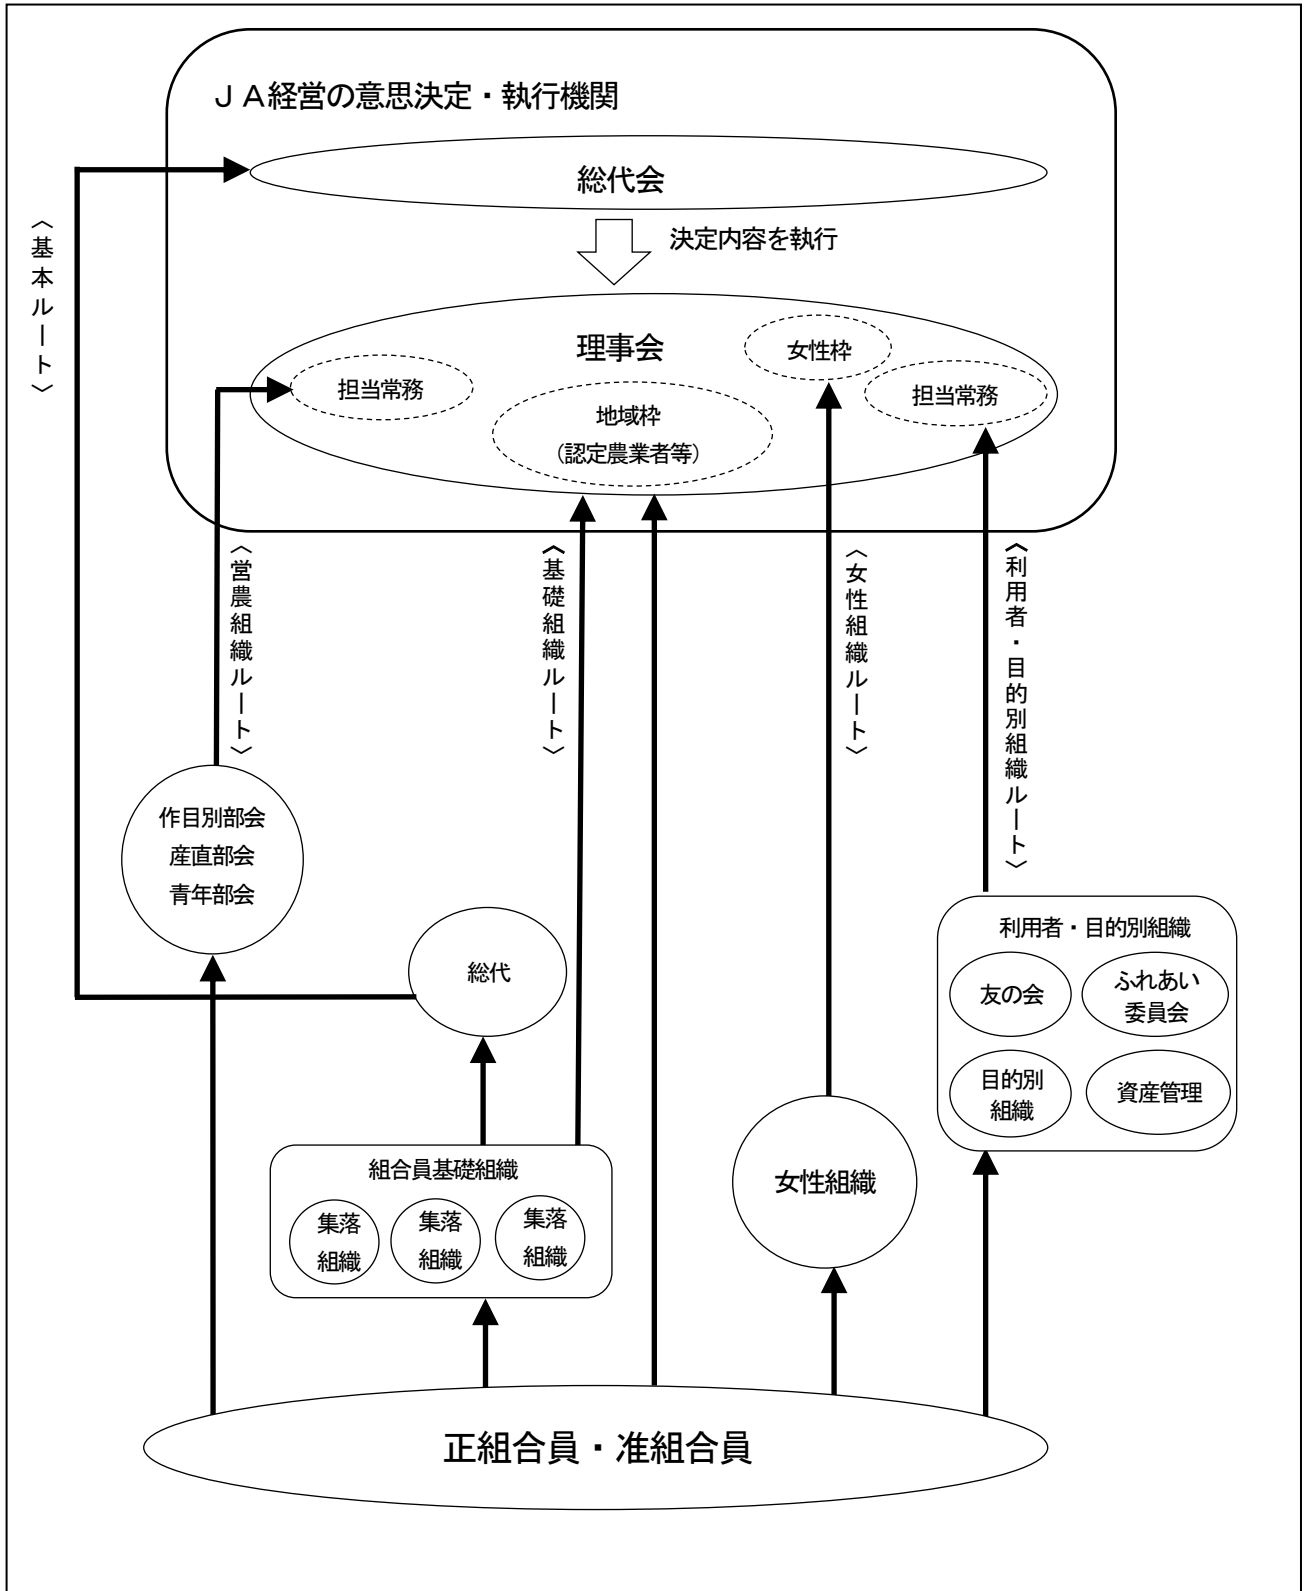 ＪＡ経営の意思決定・執行機関
総代会
決定内容を執行
理事会
女性枠
担当常務
担当常務
地域枠
（認定農業者等）
〈基本ルート〉
〈営農組織ルート〉
〈基礎組織ルート〉
〈女性組織ルート〉
〈利用者・目的別組織ルート〉
作目別部会
産直部会
青年部会
総代
利用者・目的別組織
友の会
ふれあい
委員会
目的別
組織
資産管理
組合員基礎組織
集落
組織
集落
組織
集落
組織
女性組織
正組合員・准組合員